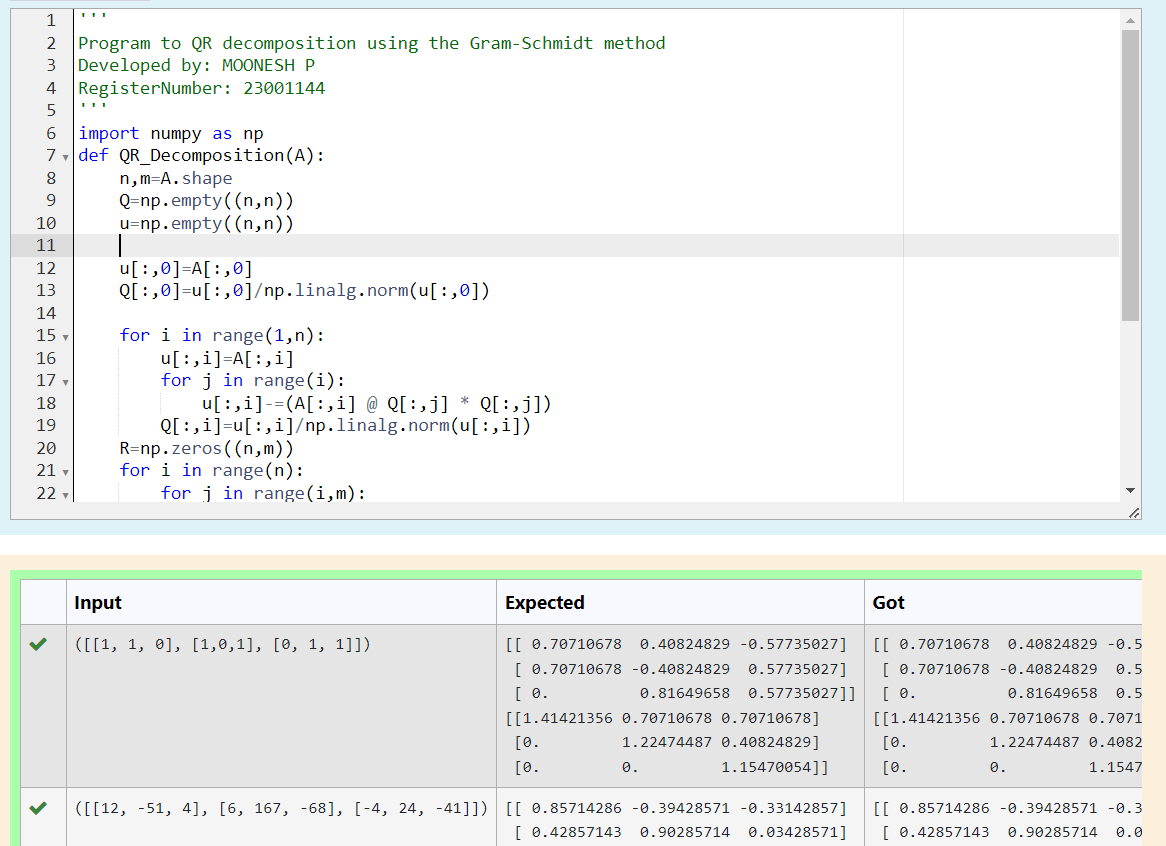 1 '''
2 Program to QR decomposition using the Gram-Schmidt method
3 Developed by: MOONESH P
4 RegisterNumber: 23001144
5 '''
6 import numpy as np
7 def QR_Decomposition(A):
8     n,m=A.shape
9     Q=np.empty((n,n))
10     u=np.empty((n,n))
11
12     u[:,0]=A[:,0]
13     Q[:,0]=u[:,0]/np.linalg.norm(u[:,0])
14
15     for i in range(1,n):
16         u[:,i]=A[:,i]
17         for j in range(i):
18             u[:,i]-=(A[:,i] @ Q[:,j] * Q[:,j])
19         Q[:,i]=u[:,i]/np.linalg.norm(u[:,i])
20     R=np.zeros((n,m))
21     for i in range(n):
22         for j in range(i,m):
Input Expected Got
([[1, 1, 0], [1,0,1], [0, 1, 1]]) [[ 0.70710678 0.40824829 -0.57735027] [[ 0.70710678 0.40824829 -0.5
[ 0.70710678 -0.40824829 0.57735027] [ 0.70710678 -0.40824829 0.5
[ 0. 0.81649658 0.57735027]] [ 0. 0.81649658 0.5
[[1.41421356 0.70710678 0.70710678] [[1.41421356 0.70710678 0.7071
[0. 1.22474487 0.40824829] [0. 1.22474487 0.4082
[0. 0. 1.15470054]] [0. 0. 1.1547
([[12, -51, 4], [6, 167, -68], [-4, 24, -41]]) [[ 0.85714286 -0.39428571 -0.33142857] [[ 0.85714286 -0.39428571 -0.3
[ 0.42857143 0.90285714 0.03428571] [ 0.42857143 0.90285714 0.0